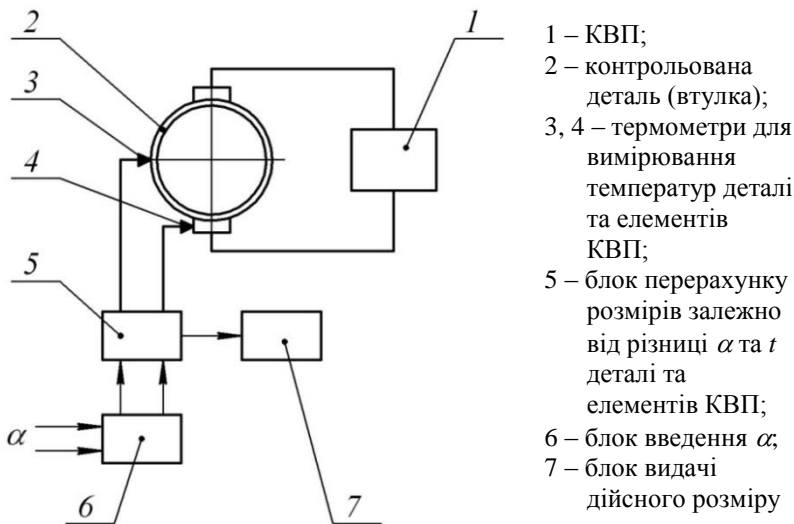 2
3
4
5
α
6
7
1
1 – КВП;
2 – контрольована
деталь (втулка);
3, 4 – термометри для
вимірювання
температур деталі
та елементів
КВП;
5 – блок перерахунку
розмірів залежно
від різниці α та t
деталі та
елементів КВП;
6 – блок введення α;
7 – блок видачі
дійсного розміру